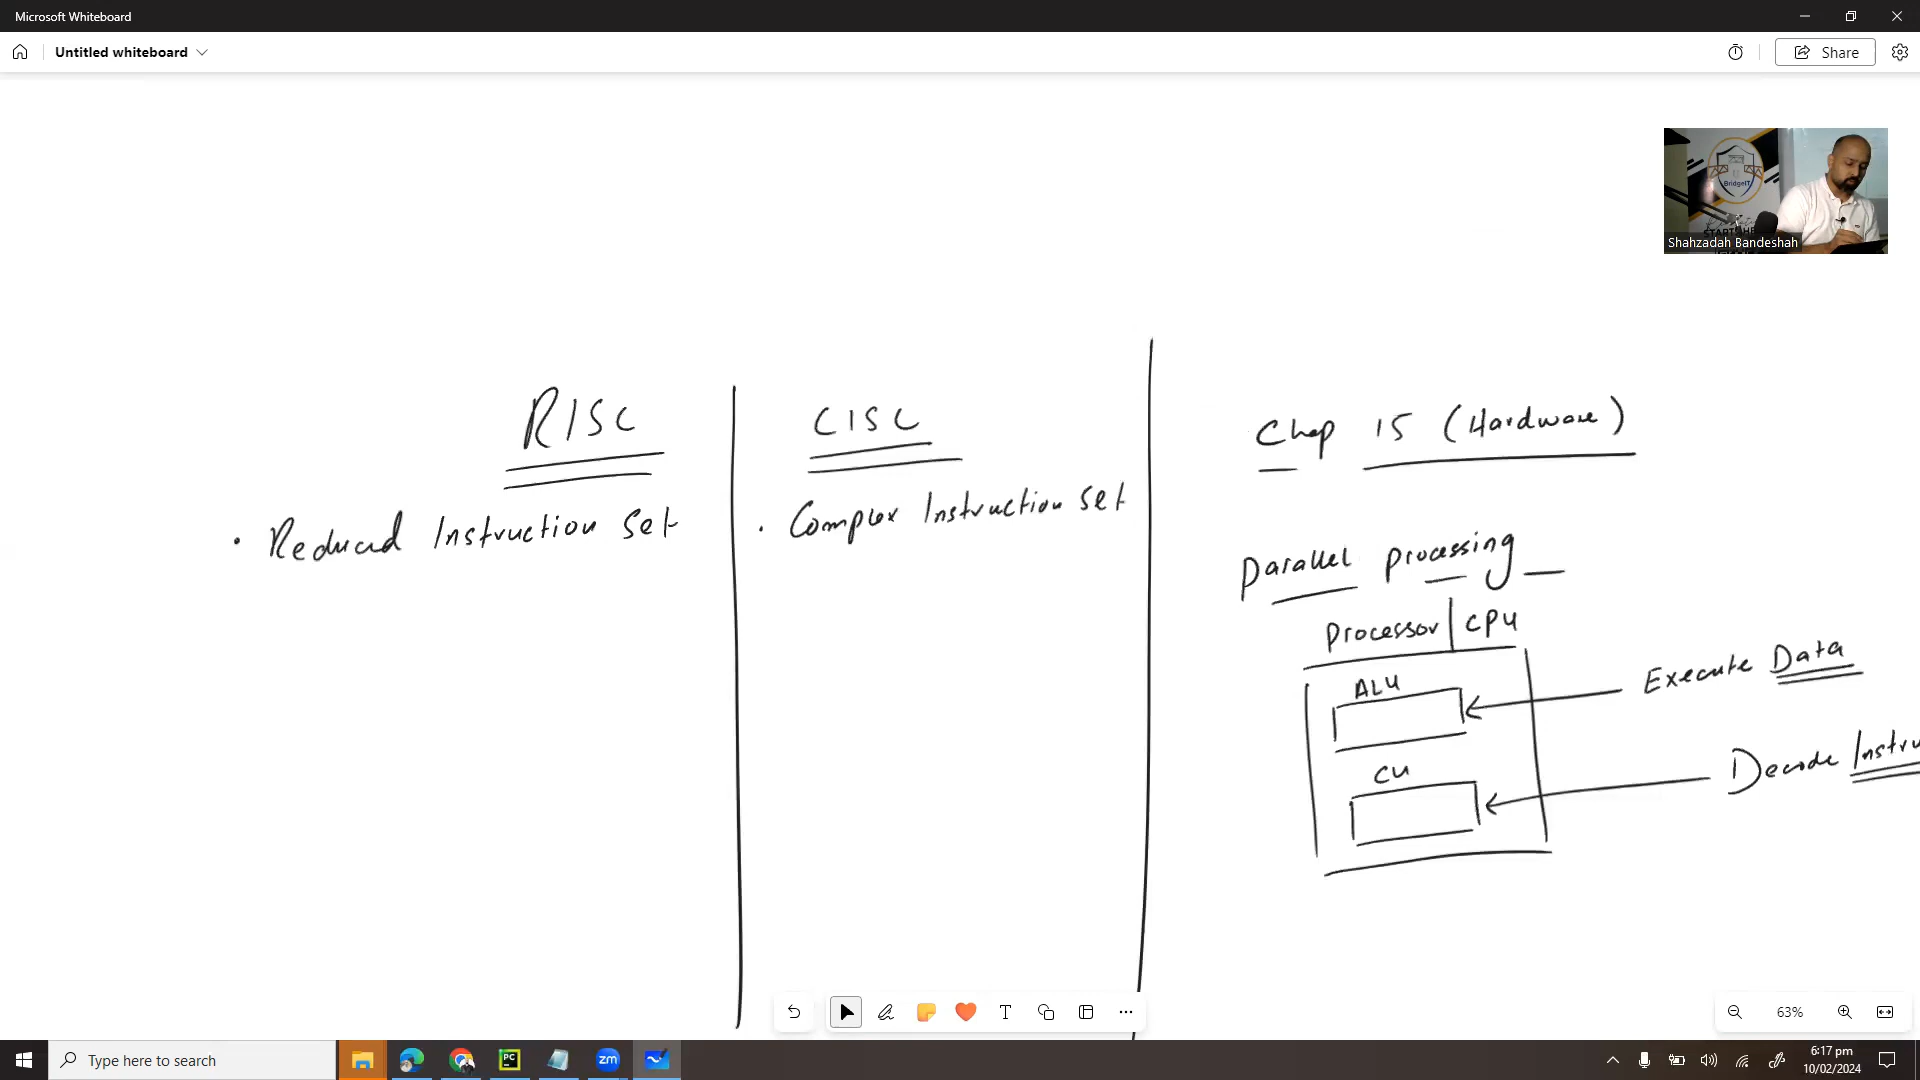 Microsoft Whiteboard
Untitled whiteboard
Share
BridgeIT
Shahzadah Bandeshah
RISC
CISC
Chap 15 (Hardware)
• Reduced Instruction Set
• Complex Instruction Set
Parallel Processing
Processor | CPU
ALU
Execute Data
CU
Decode Instru
63%
Type here to search
6:17 pm
10/02/2024